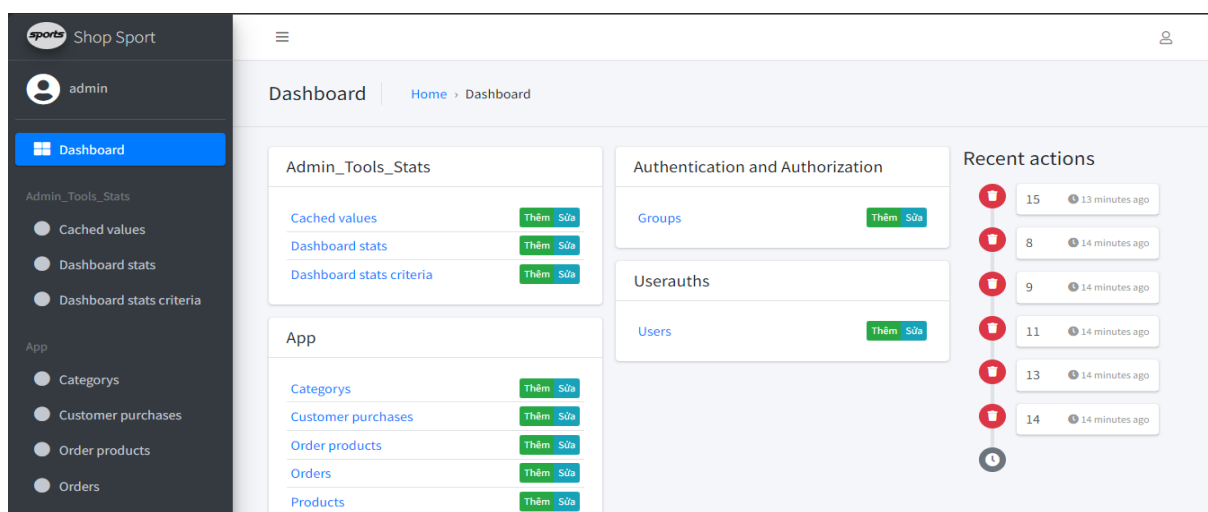 sports Shop Sport
admin
Dashboard
Admin_Tools_Stats
Cached values
Dashboard stats
Dashboard stats criteria
App
Categorys
Customer purchases
Order products
Orders
Dashboard Home › Dashboard
Admin_Tools_Stats
Cached values Thêm Sửa
Dashboard stats Thêm Sửa
Dashboard stats criteria Thêm Sửa
App
Categorys Thêm Sửa
Customer purchases Thêm Sửa
Order products Thêm Sửa
Orders Thêm Sửa
Products Thêm Sửa
Authentication and Authorization
Groups Thêm Sửa
Userauths
Users Thêm Sửa
Recent actions
15 13 minutes ago
8 14 minutes ago
9 14 minutes ago
11 14 minutes ago
13 14 minutes ago
14 14 minutes ago